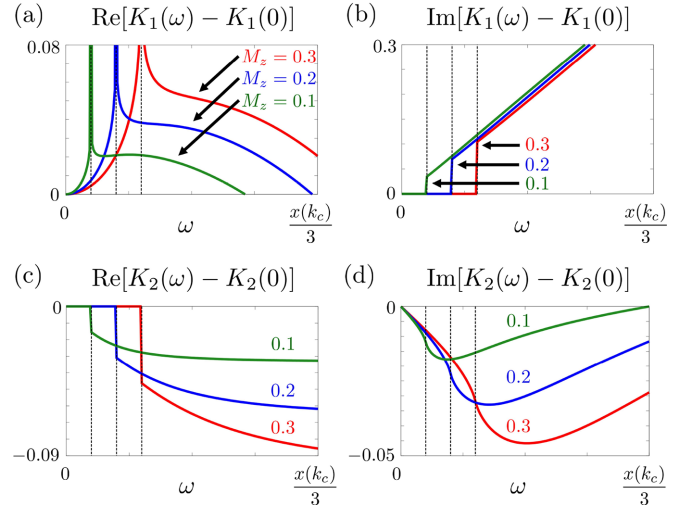 (a) Re[K₁(ω) − K₁(0)]
0.08
M_z = 0.3
M_z = 0.2
M_z = 0.1
0
0 ω x(k_c)/3
(b) Im[K₁(ω) − K₁(0)]
0.3
0.3
0.2
0.1
0
0 ω x(k_c)/3
(c) Re[K₂(ω) − K₂(0)]
0
0.1
0.2
0.3
−0.09
0 ω x(k_c)/3
(d) Im[K₂(ω) − K₂(0)]
0
0.1
0.2
0.3
−0.05
0 ω x(k_c)/3